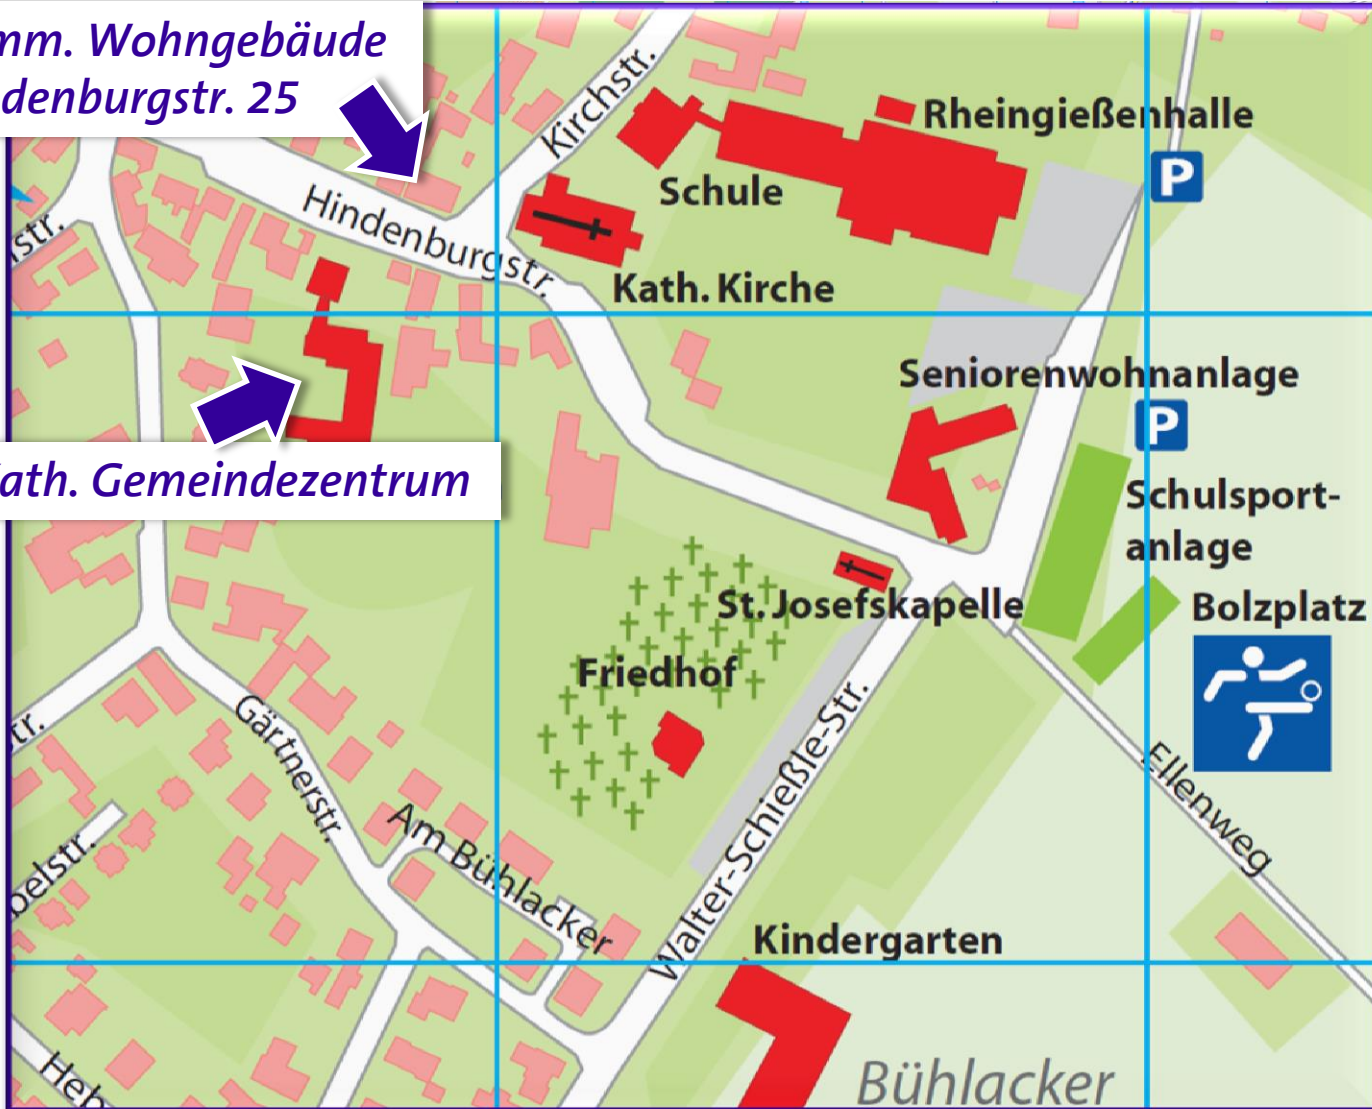 mm. Wohngebäude
denburgstr. 25
Kirchstr.
Rheingießenhalle
P
Schule
Hindenburgstr.
str.
Kath. Kirche
Seniorenwohnanlage
P
ath. Gemeindezentrum
Schulsport-
anlage
Bolzplatz
St. Josefskapelle
Friedhof
Gärtnerstr.
tr.
Walter-Schießle-Str.
Ellenweg
Am Bühlacker
belstr.
Kindergarten
Heb
Bühlacker